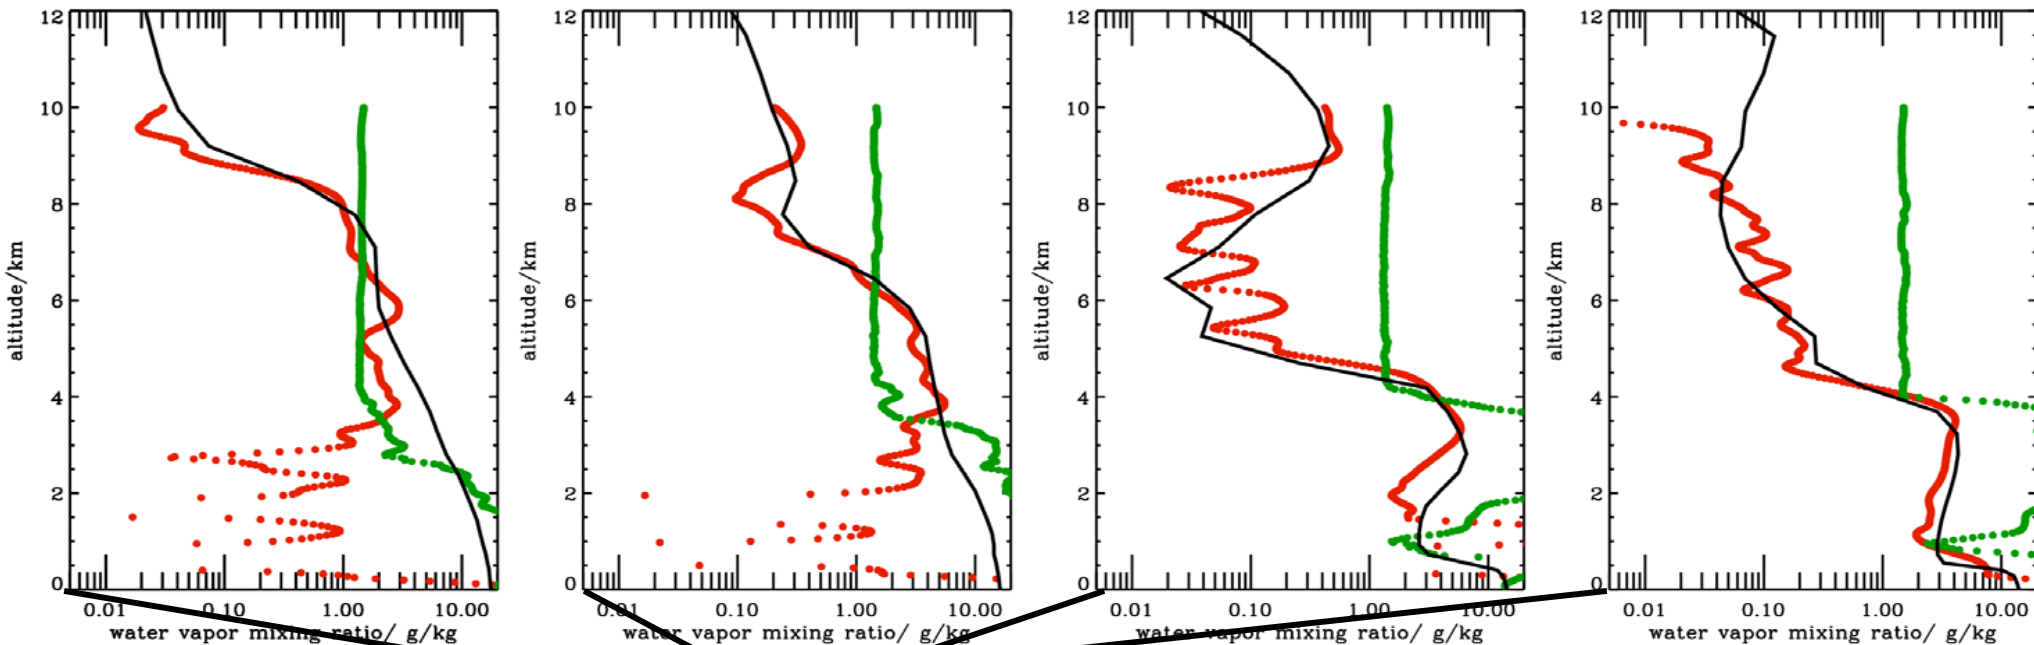 12 12 12 12
10 10 10 10
8 8 8 8
altitude/km altitude/km altitude/km altitude/km
6 6 6 6
4 4 4 4
2 2 2 2
0 0 0 0
0.01 0.10 1.00 10.00 0.01 0.10 1.00 10.00 0.01 0.10 1.00 10.00 0.01 0.10 1.00 10.00
water vapor mixing ratio/ g/kg water vapor mixing ratio/ g/kg water vapor mixing ratio/ g/kg water vapor mixing ratio/ g/kg